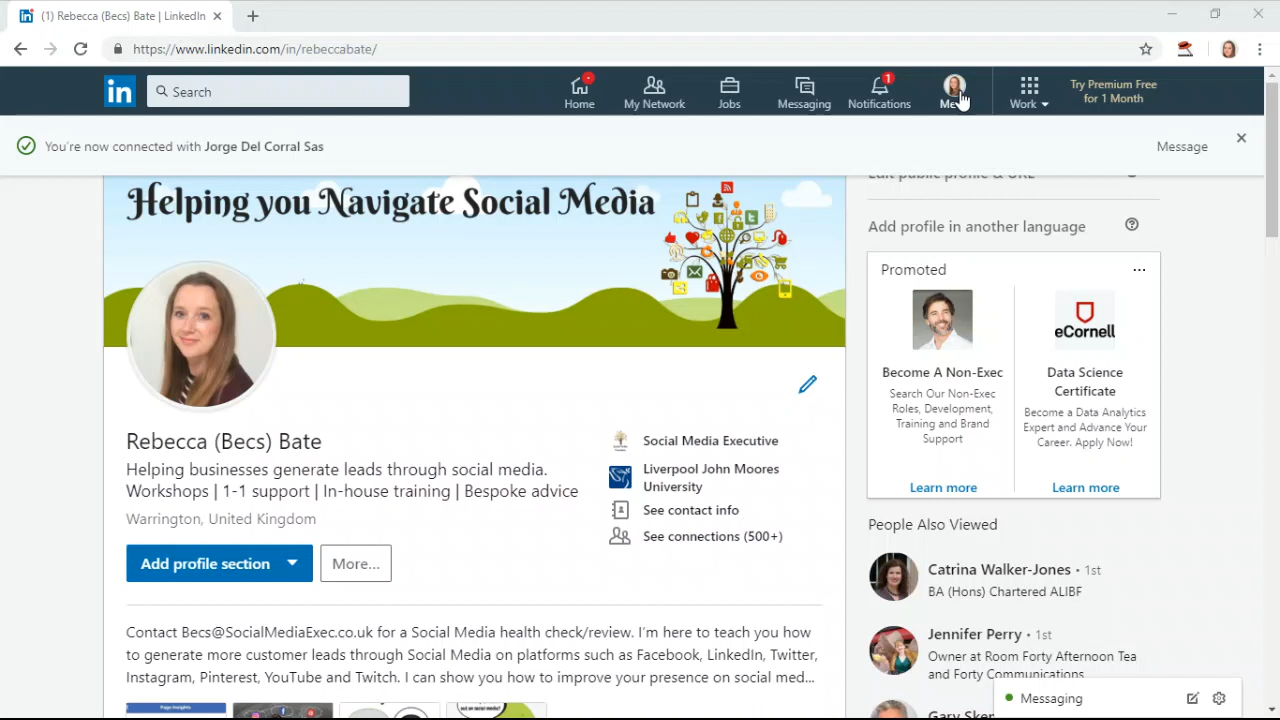 (1) Rebecca (Becs) Bate | LinkedIn
https://www.linkedin.com/in/rebeccabate/
in
Search
Home
My Network
Jobs
Messaging
1
Notifications
Work
Try Premium Free
for 1 Month
You're now connected with Jorge Del Corral Sas
Message
Helping you Navigate Social Media
Edit public profile & URL
Add profile in another language
Promoted
Become A Non-Exec
Search Our Non-Exec
Roles, Development,
Training and Brand
Support
Learn more
eCornell
Data Science
Certificate
Become a Data Analytics
Expert and Advance Your
Career. Apply Now!
Learn more
Rebecca (Becs) Bate
Helping businesses generate leads through social media.
Workshops | 1-1 support | In-house training | Bespoke advice
Warrington, United Kingdom
Social Media Executive
Liverpool John Moores
University
See contact info
See connections (500+)
Add profile section
More...
Contact Becs@SocialMediaExec.co.uk for a Social Media health check/review. I'm here to teach you how
to generate more customer leads through Social Media on platforms such as Facebook, LinkedIn, Twitter,
Instagram, Pinterest, YouTube and Twitch. I can show you how to improve your presence on social med...
Page Insights
People Also Viewed
Catrina Walker-Jones • 1st
BA (Hons) Chartered ALIBF
Jennifer Perry • 1st
Owner at Room Forty Afternoon Tea
and Forty Communications
Messaging